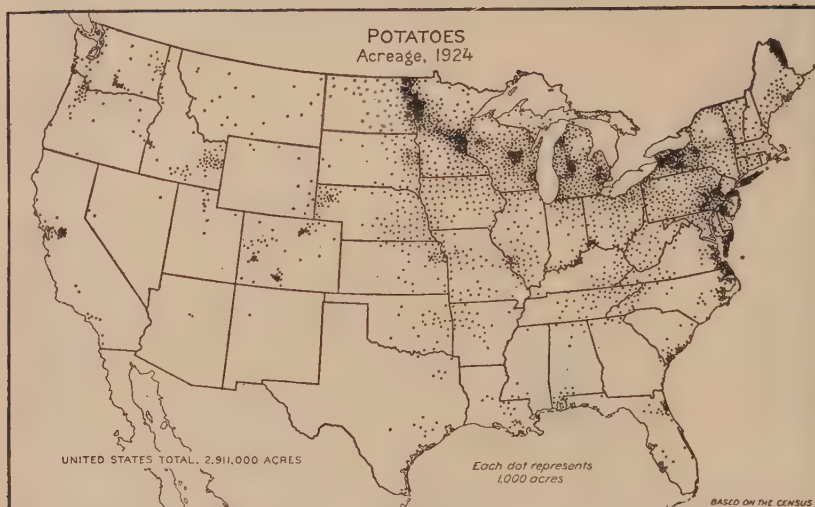 POTATOES
Acreage, 1924
UNITED STATES TOTAL, 2,911,000 ACRES
Each dot represents
1,000 acres
BASED ON THE CENSUS